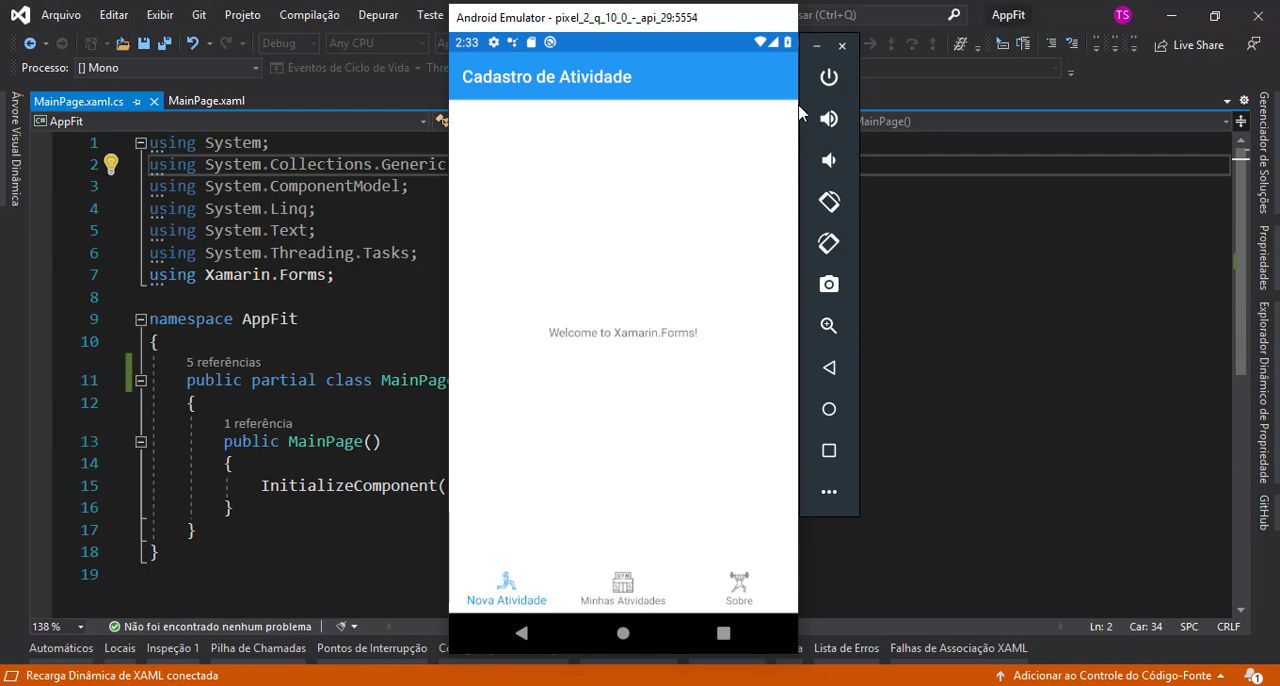 Arquivo Editar Exibir Git Projeto Compilação Depurar Teste
sar (Ctrl+Q) AppFit TS
Android Emulator - pixel_2_q_10_0_-_api_29:5554
Debug Any CPU Live Share
Processo: [] Mono Eventos de Ciclo de Vida Thre
2:33
Cadastro de Atividade
MainPage.xaml.cs MainPage.xaml
AppFit MainPage()
Árvore Visual Dinâmica
1 using System;
2 using System.Collections.Generic
3 using System.ComponentModel;
4 using System.Linq;
5 using System.Text;
6 using System.Threading.Tasks;
7 using Xamarin.Forms;
8
9 namespace AppFit
10 {
5 referências
11 public partial class MainPage
12 {
1 referência
13 public MainPage()
14 {
15 InitializeComponent(
16 }
17 }
18 }
19
Welcome to Xamarin.Forms!
GYM
Nova Atividade Minhas Atividades Sobre
Gerenciador de Soluções
Propriedades
Explorador Dinâmico de Propriedade
GitHub
138 % Não foi encontrado nenhum problema Ln: 2 Car: 34 SPC CRLF
Automáticos Locais Inspeção 1 Pilha de Chamadas Pontos de Interrupção Lista de Erros Falhas de Associação XAML
Recarga Dinâmica de XAML conectada Adicionar ao Controle do Código-Fonte 1